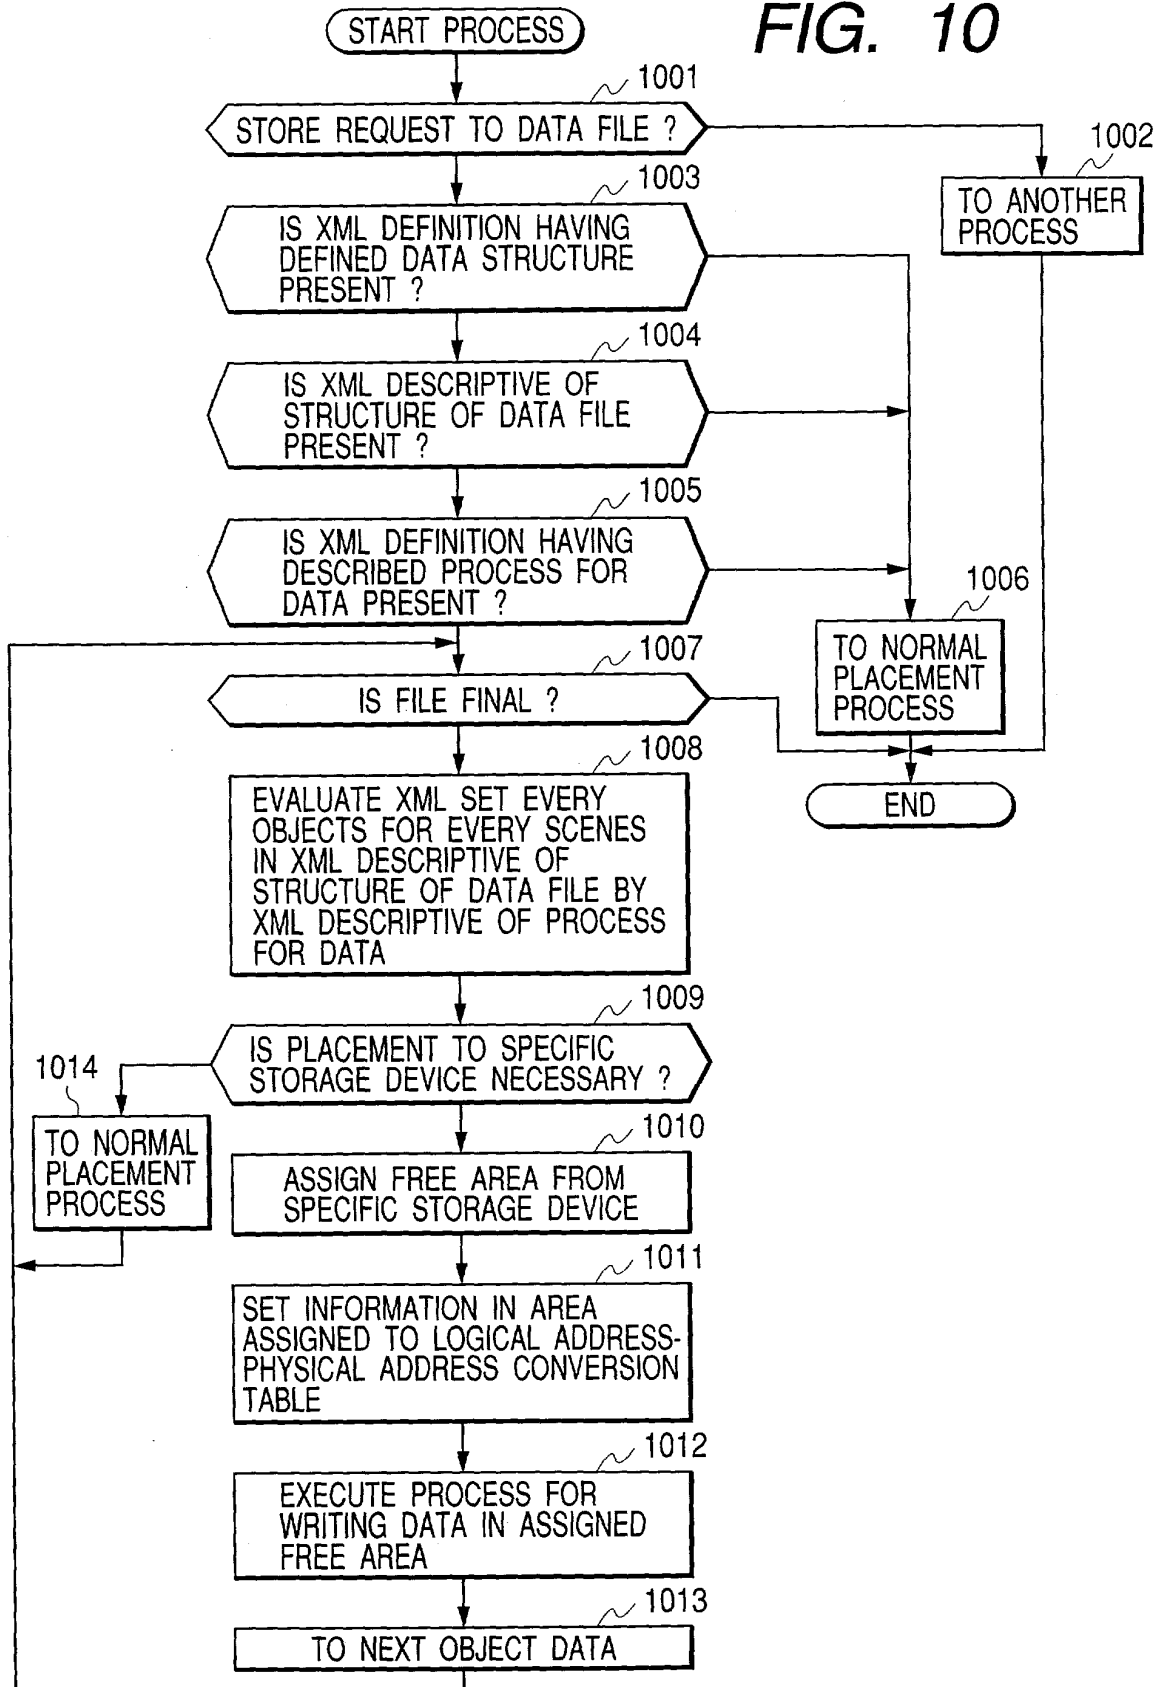 FIG. 10
START PROCESS
1001
STORE REQUEST TO DATA FILE ?
1002
TO ANOTHER
PROCESS
1003
IS XML DEFINITION HAVING
DEFINED DATA STRUCTURE
PRESENT ?
1004
IS XML DESCRIPTIVE OF
STRUCTURE OF DATA FILE
PRESENT ?
1005
IS XML DEFINITION HAVING
DESCRIBED PROCESS FOR
DATA PRESENT ?
1006
TO NORMAL
PLACEMENT
PROCESS
1007
IS FILE FINAL ?
END
1008
EVALUATE XML SET EVERY
OBJECTS FOR EVERY SCENES
IN XML DESCRIPTIVE OF
STRUCTURE OF DATA FILE BY
XML DESCRIPTIVE OF PROCESS
FOR DATA
1009
IS PLACEMENT TO SPECIFIC
STORAGE DEVICE NECESSARY ?
1014
TO NORMAL
PLACEMENT
PROCESS
1010
ASSIGN FREE AREA FROM
SPECIFIC STORAGE DEVICE
1011
SET INFORMATION IN AREA
ASSIGNED TO LOGICAL ADDRESS-
PHYSICAL ADDRESS CONVERSION
TABLE
1012
EXECUTE PROCESS FOR
WRITING DATA IN ASSIGNED
FREE AREA
1013
TO NEXT OBJECT DATA